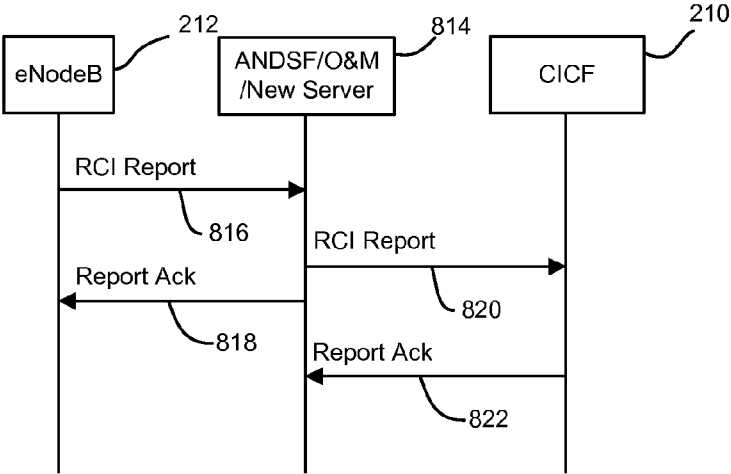 212
814
210
eNodeB
ANDSF/O&M
/New Server
CICF
RCI Report
816
RCI Report
820
Report Ack
818
Report Ack
822